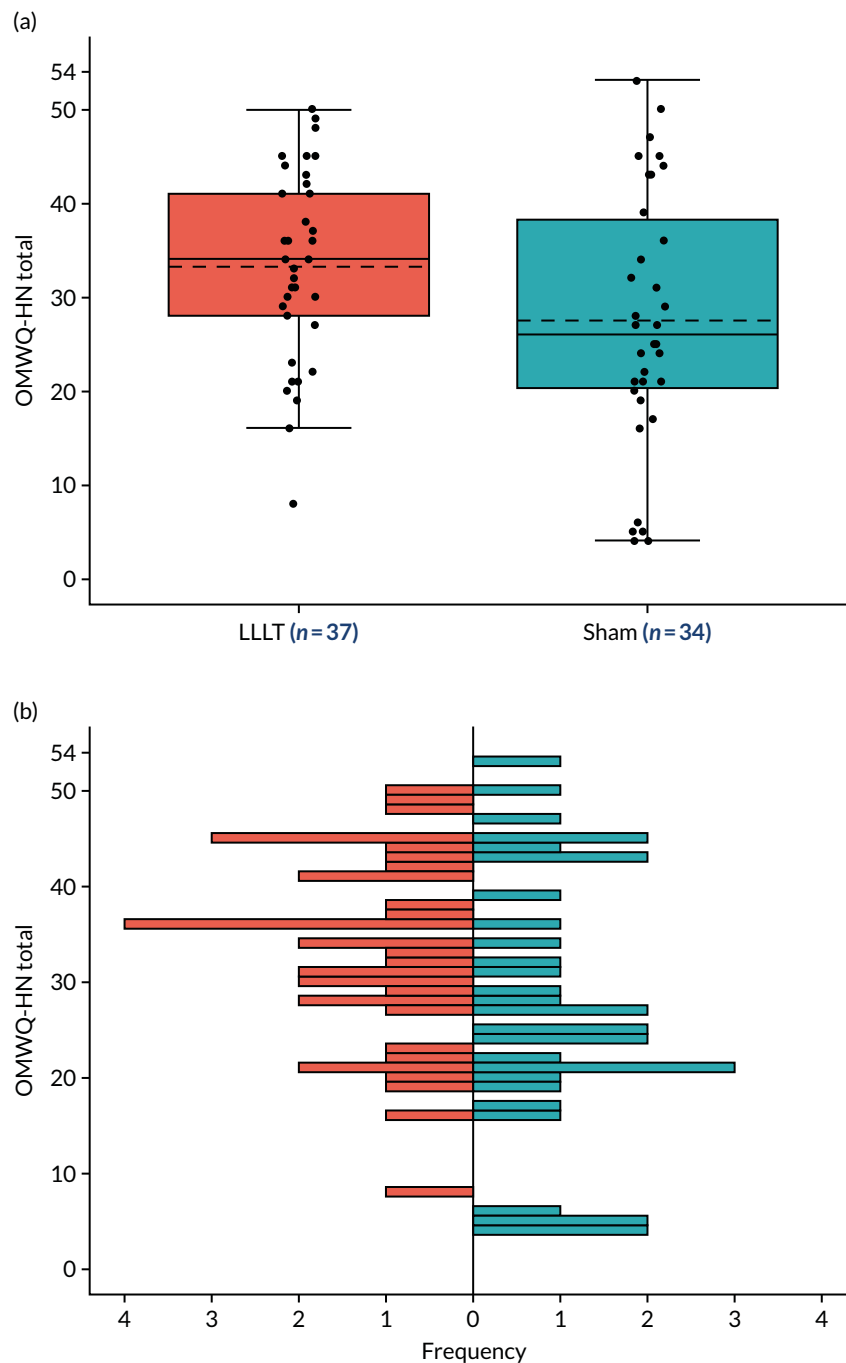 (a)
54
50
40
30
20
10
0
OMWQ-HN total
LLLT (n = 37)
Sham (n = 34)
(b)
54
50
40
30
20
10
0
OMWQ-HN total
4 3 2 1 0 1 2 3 4
Frequency